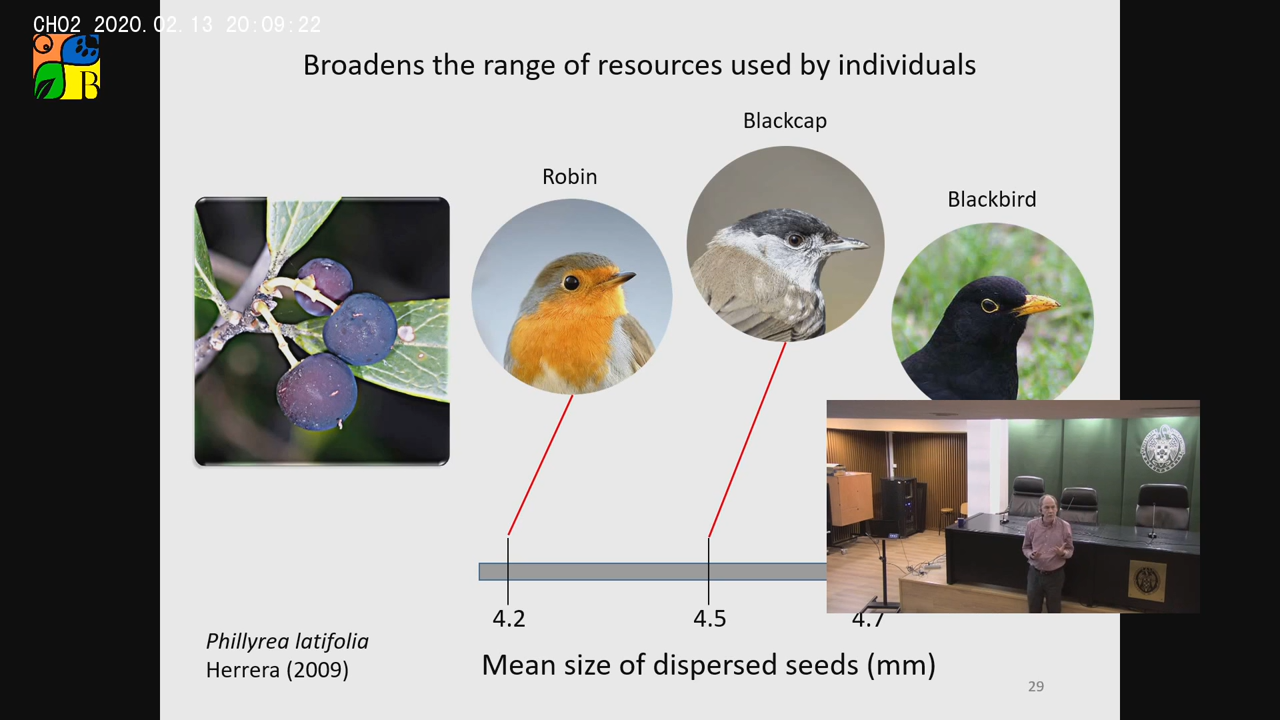 CH02 2020.02.13 20:09:22
B
Broadens the range of resources used by individuals
Blackcap
Robin
Blackbird
4.2
4.5
4.7
Phillyrea latifolia
Herrera (2009)
Mean size of dispersed seeds (mm)
29